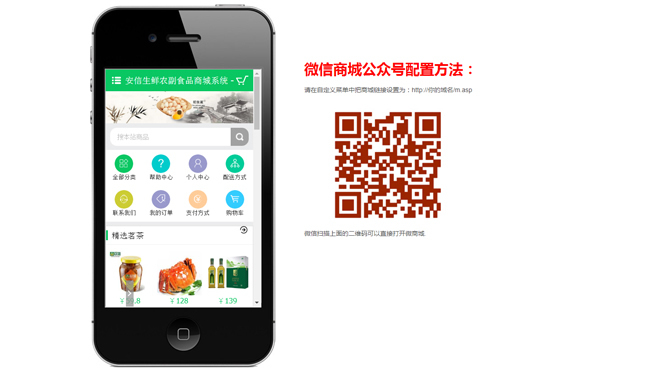 安信生鲜农副食品商城系统 -
搜本站商品
全部分类
帮助中心
个人中心
配送方式
联系我们
我的订单
支付方式
购物车
精选茗茶
¥ 128
¥ 139
微信商城公众号配置方法：
请在自定义菜单中把商城链接设置为：http://你的域名/m.asp
微信扫描上面的二维码可以直接打开微商城.